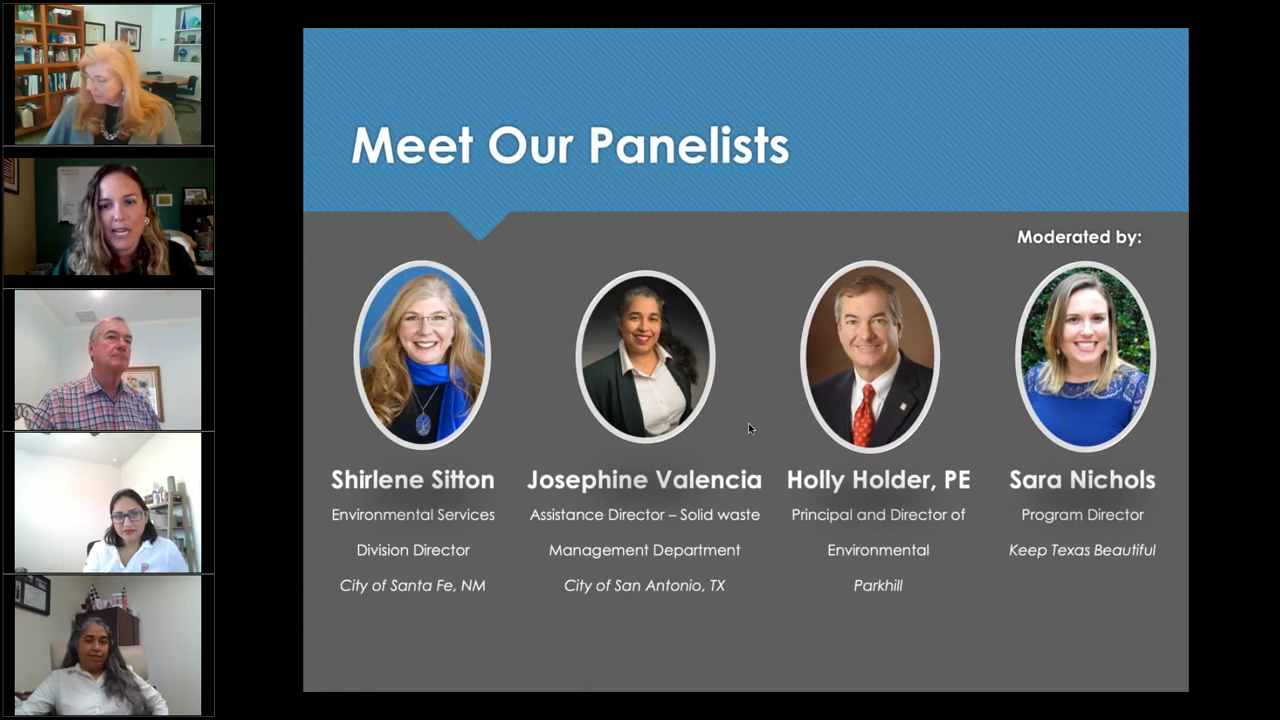 Meet Our Panelists
Moderated by:
Shirlene Sitton
Environmental Services
Division Director
City of Santa Fe, NM
Josephine Valencia
Assistance Director – Solid waste
Management Department
City of San Antonio, TX
Holly Holder, PE
Principal and Director of
Environmental
Parkhill
Sara Nichols
Program Director
Keep Texas Beautiful